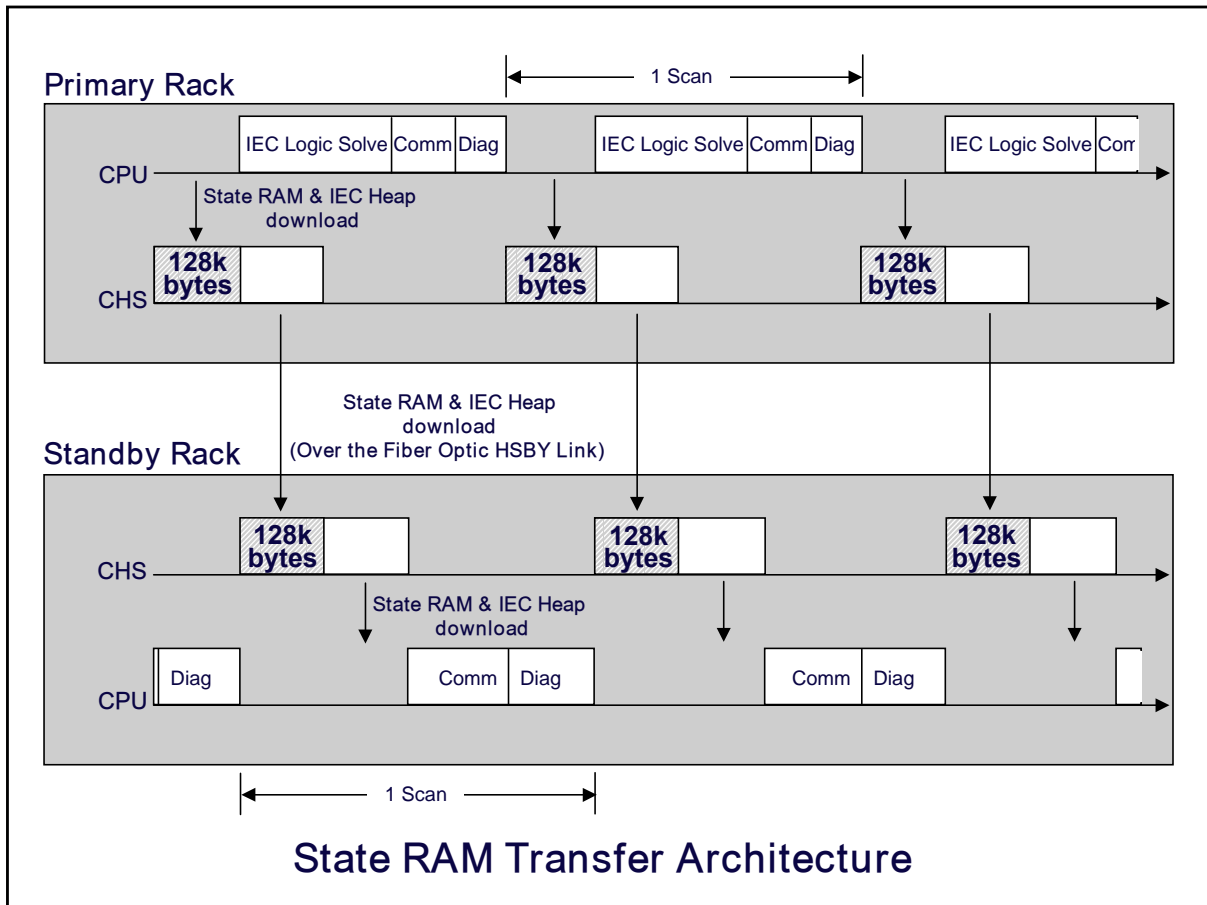 1 Scan
Primary Rack
IEC Logic Solve Comm Diag IEC Logic Solve Comm Diag IEC Logic Solve Com
CPU
State RAM & IEC Heap
download
128k
bytes
128k
bytes
128k
bytes
CHS
State RAM & IEC Heap
download
(Over the Fiber Optic HSBY Link)
Standby Rack
128k
bytes
128k
bytes
128k
bytes
CHS
State RAM & IEC Heap
download
Diag Comm Diag Comm Diag
CPU
1 Scan
State RAM Transfer Architecture